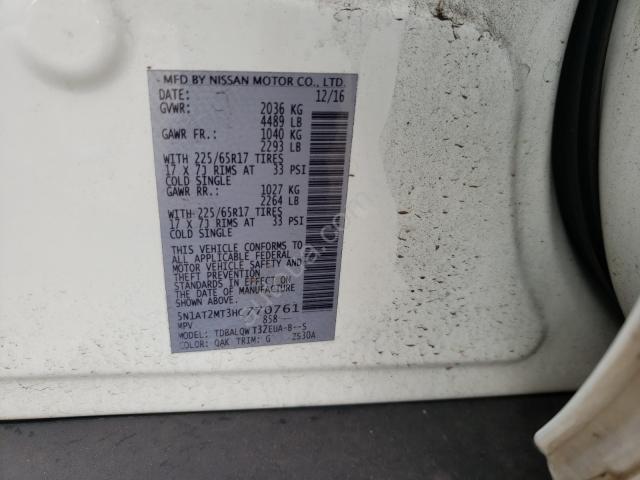 MFD BY NISSAN MOTOR CO., LTD.
DATE: 12/16
GVWR: 2036 KG
4489 LB
GAWR FR.: 1040 KG
2293 LB
WITH 225/65R17 TIRES
17 X 7J RIMS AT 33 PSI
COLD SINGLE
GAWR RR.: 1027 KG
2264 LB
WITH 225/65R17 TIRES
17 X 7J RIMS AT 33 PSI
COLD SINGLE
THIS VEHICLE CONFORMS TO
ALL APPLICABLE FEDERAL
MOTOR VEHICLE SAFETY AND
THEFT PREVENTION
STANDARDS IN EFFECT ON
THE DATE OF MANUFACTURE
SHOWN ABOVE.
5N1AT2MT3HC770761
MPV 858
MODEL: TDBALQWT3ZEUA-B--S
COLOR: QAK TRIM: G 2530A